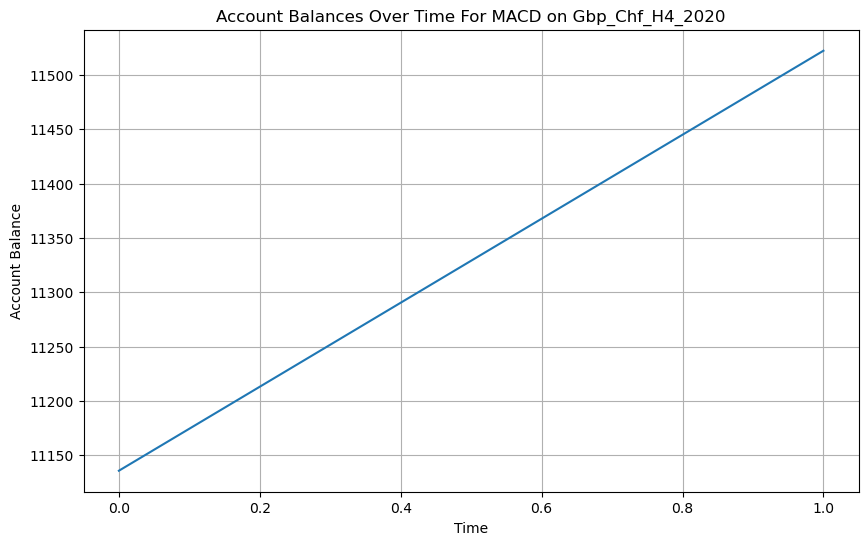 Account Balances Over Time For MACD on Gbp_Chf_H4_2020
11500
11450
11400
11350
11300
11250
11200
11150
Account Balance
0.0 0.2 0.4 0.6 0.8 1.0
Time